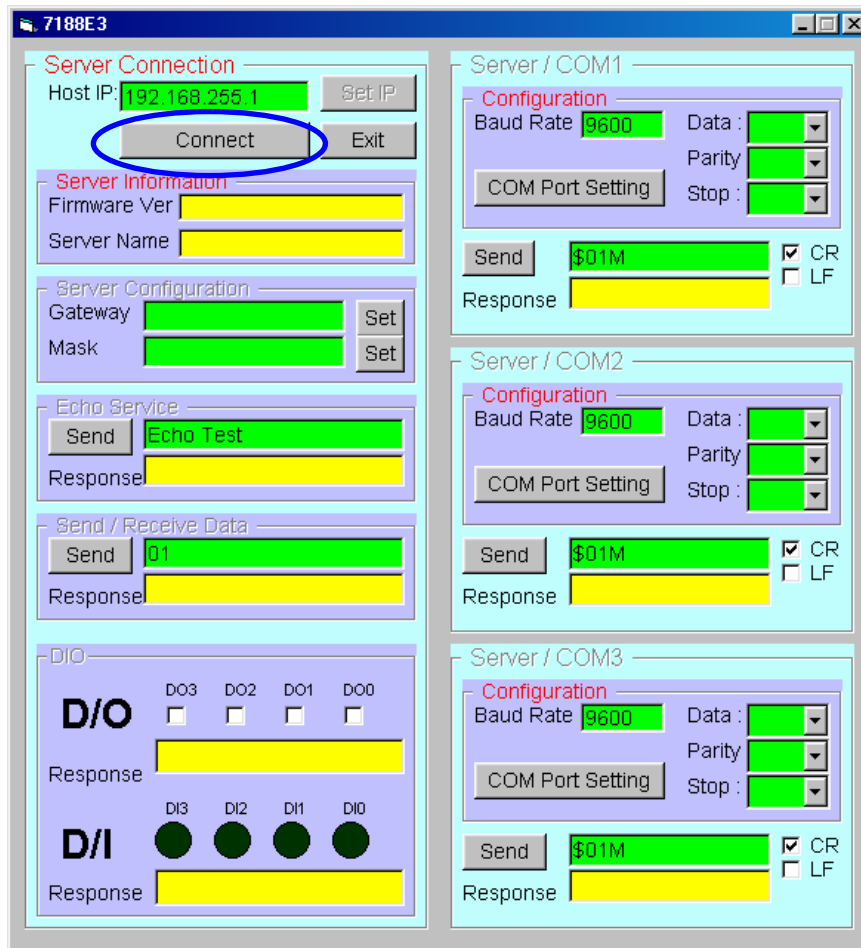 7188E3
Server Connection
Host IP: 192.168.255.1 Set IP
Connect Exit
Server Information
Firmware Ver
Server Name
Server Configuration
Gateway Set
Mask Set
Echo Service
Send Echo Test
Response
Send / Receive Data
Send 01
Response
DIO
DO3 DO2 DO1 DO0
D/O
Response
DI3 DI2 DI1 DI0
D/I
Response
Server / COM1
Configuration
Baud Rate 9600 Data :
Parity
COM Port Setting Stop :
Send $01M CR
LF
Response
Server / COM2
Configuration
Baud Rate 9600 Data :
Parity
COM Port Setting Stop :
Send $01M CR
LF
Response
Server / COM3
Configuration
Baud Rate 9600 Data :
Parity
COM Port Setting Stop :
Send $01M CR
LF
Response